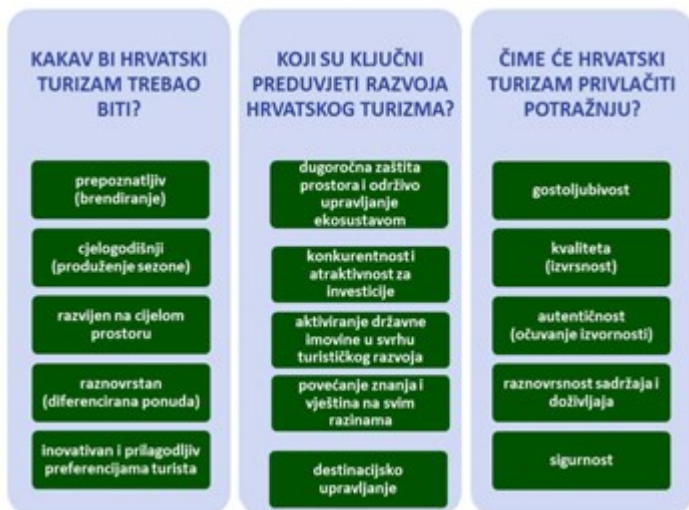 KAKAV BI HRVATSKI
TURIZAM TREBAO
BITI?
prepoznatljiv
(brendiranje)
cjelogodišnji
(produženje sezone)
razvijen na cijelom
prostoru
raznovrstan
(diferencirana ponuda)
inovativan i prilagodljiv
preferencijama turista
KOJI SU KLJUČNI
PREDUVJETI RAZVOJA
HRVATSKOG TURIZMA?
dugoročna zaštita
prostora i održivo
upravljanje
ekosustavom
konkurentnost i
atraktivnost za
investicije
aktiviranje državne
imovine u svrhu
turističkog razvoja
povećanje znanja i
vještina na svim
razinama
destinacijsko
upravljanje
ČIME ĆE HRVATSKI
TURIZAM PRIVLAČITI
POTRAŽNJU?
gostoljubivost
kvaliteta
(izvrsnost)
autentičnost
(očuvanje izvornosti)
raznovrsnost sadržaja i
doživljaja
sigurnost